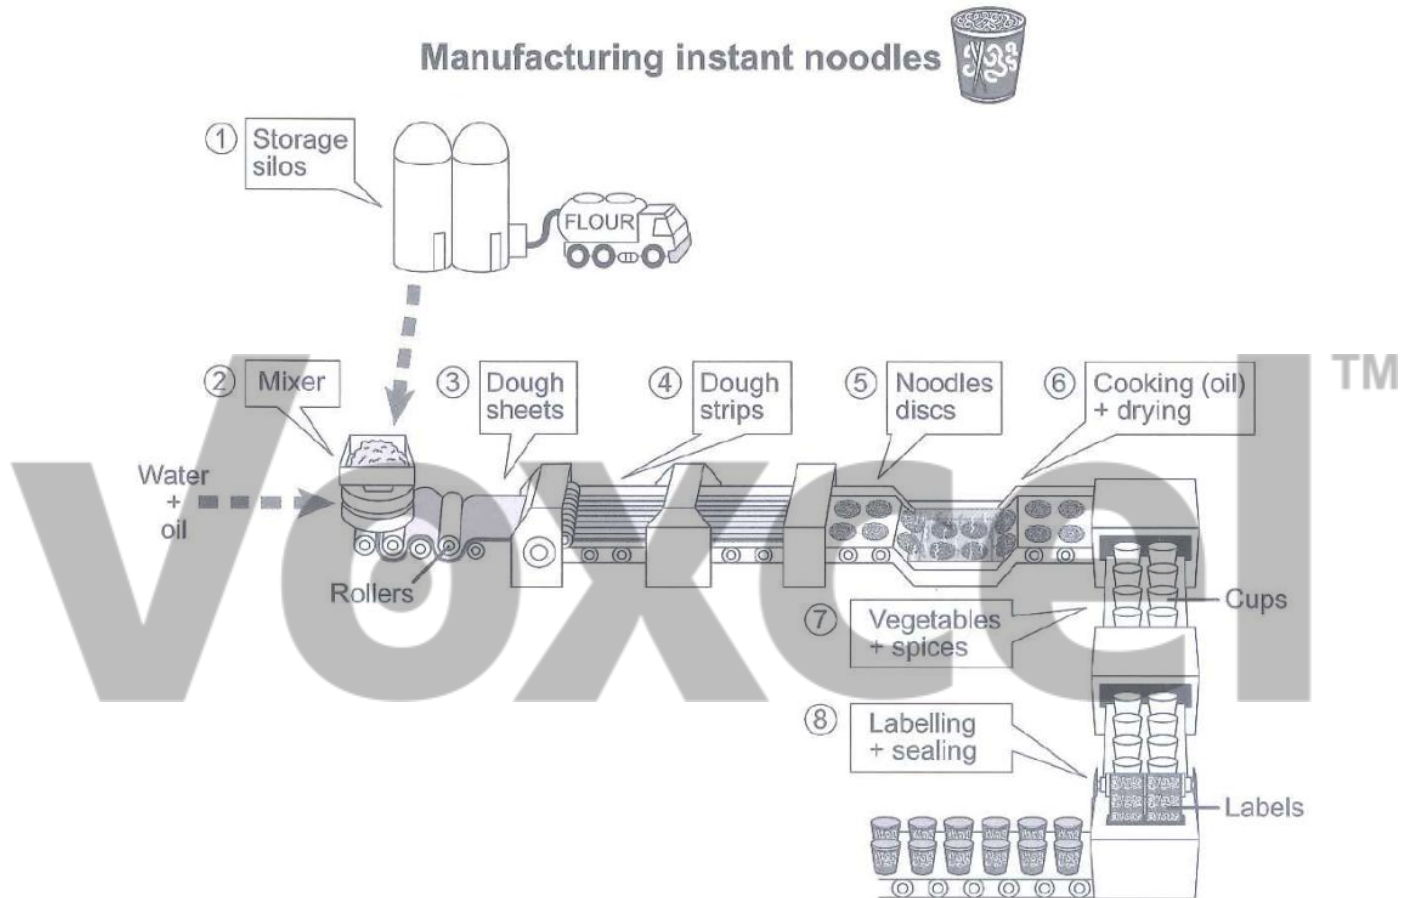 Manufacturing instant noodles
① Storage
silos
FLOUR
② Mixer
③ Dough
sheets
④ Dough
strips
⑤ Noodles
discs
⑥ Cooking (oil)
+ drying
Water
+
oil
Rollers
Cups
⑦ Vegetables
+ spices
⑧ Labelling
+ sealing
Labels
voxcel TM